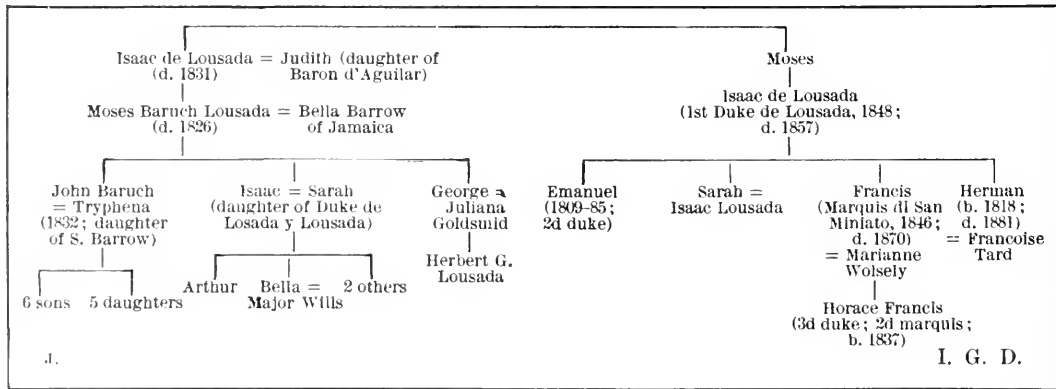 Isaac de Lousada = Judith (daughter of
(d. 1831) Baron d'Aguilar)
Moses
Moses Baruch Lousada = Bella Barrow
(d. 1826) of Jamaica
Isaac de Lousada
(1st Duke de Lousada, 1848;
d. 1857)
John Baruch
= Tryphena
(1832; daughter
of S. Barrow)
Isaac = Sarah
(daughter of Duke de
Losada y Lousada)
George =
Juliana
Goldsmid
Emanuel
(1809–85;
2d duke)
Sarah =
Isaac Lousada
Francis
(Marquis di San
Miniato, 1846;
d. 1870)
= Marianne
Wolsely
Herman
(b. 1818;
d. 1881)
= Francoise
Tard
6 sons 5 daughters
Arthur Bella = 2 others
Major Wills
Herbert G.
Lousada
Horace Francis
(3d duke; 2d marquis;
b. 1837)
J. I. G. D.